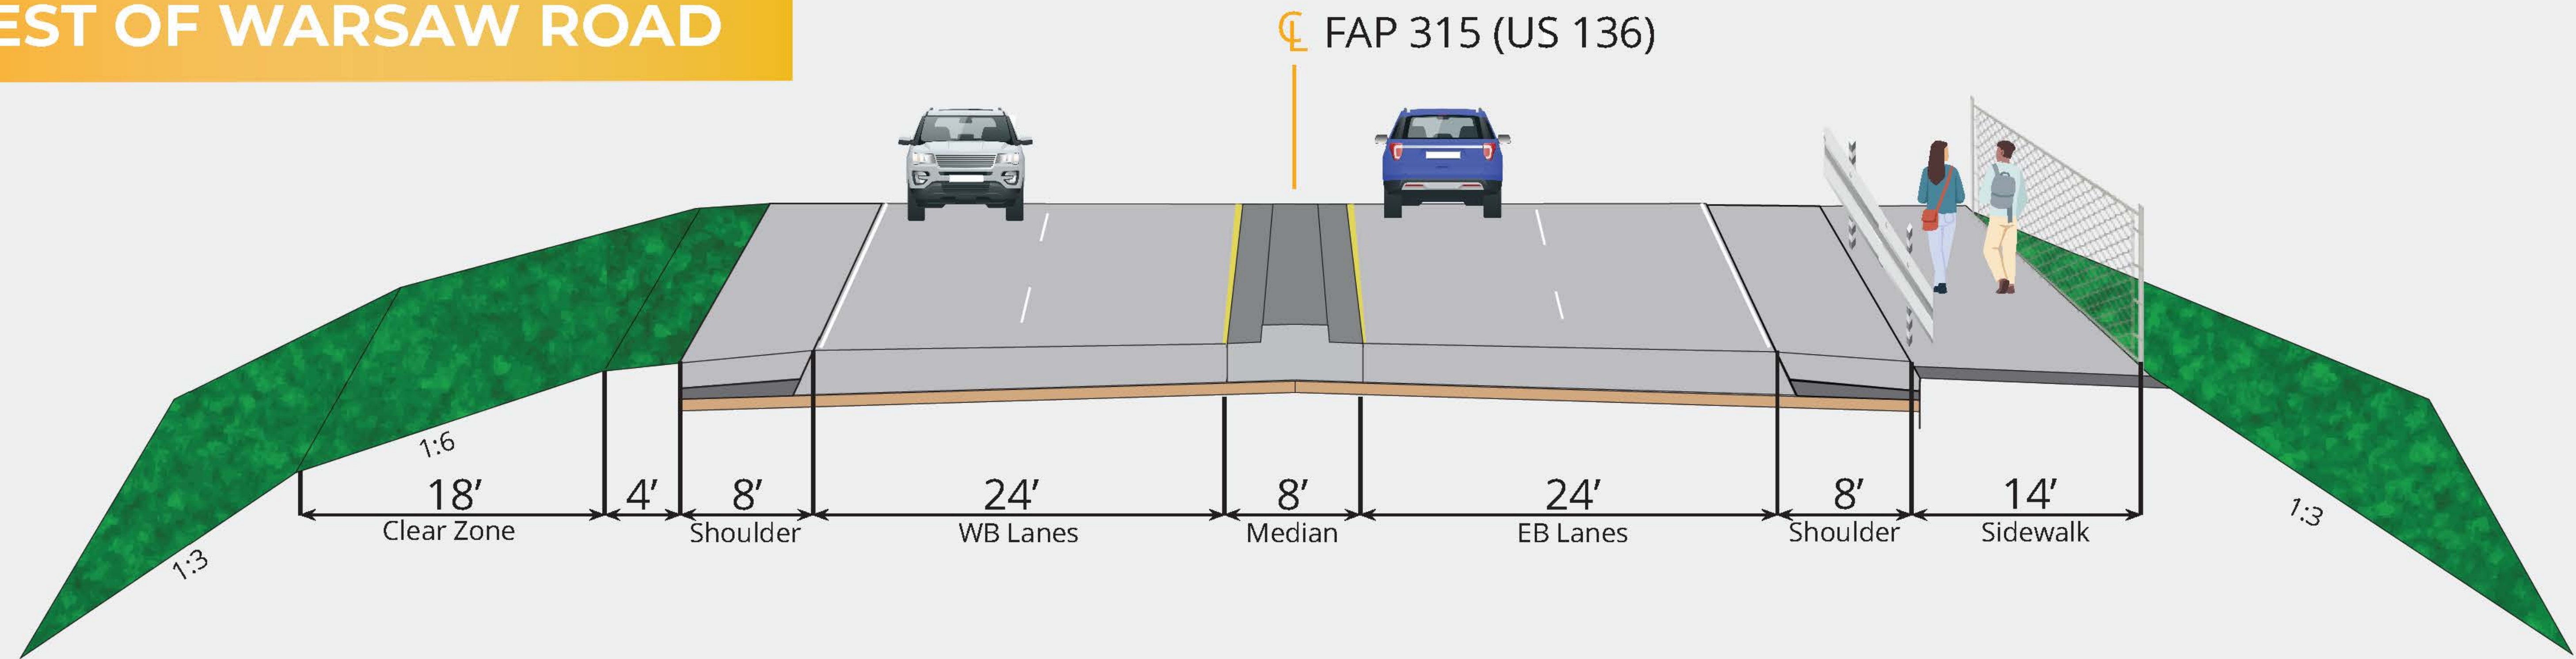 EST OF WARSAW ROAD
℄ FAP 315 (US 136)
1:6
1:3
1:3
18’ 4’ 8’ 24’ 8’ 24’ 8’ 14’
Clear Zone Shoulder WB Lanes Median EB Lanes Shoulder Sidewalk